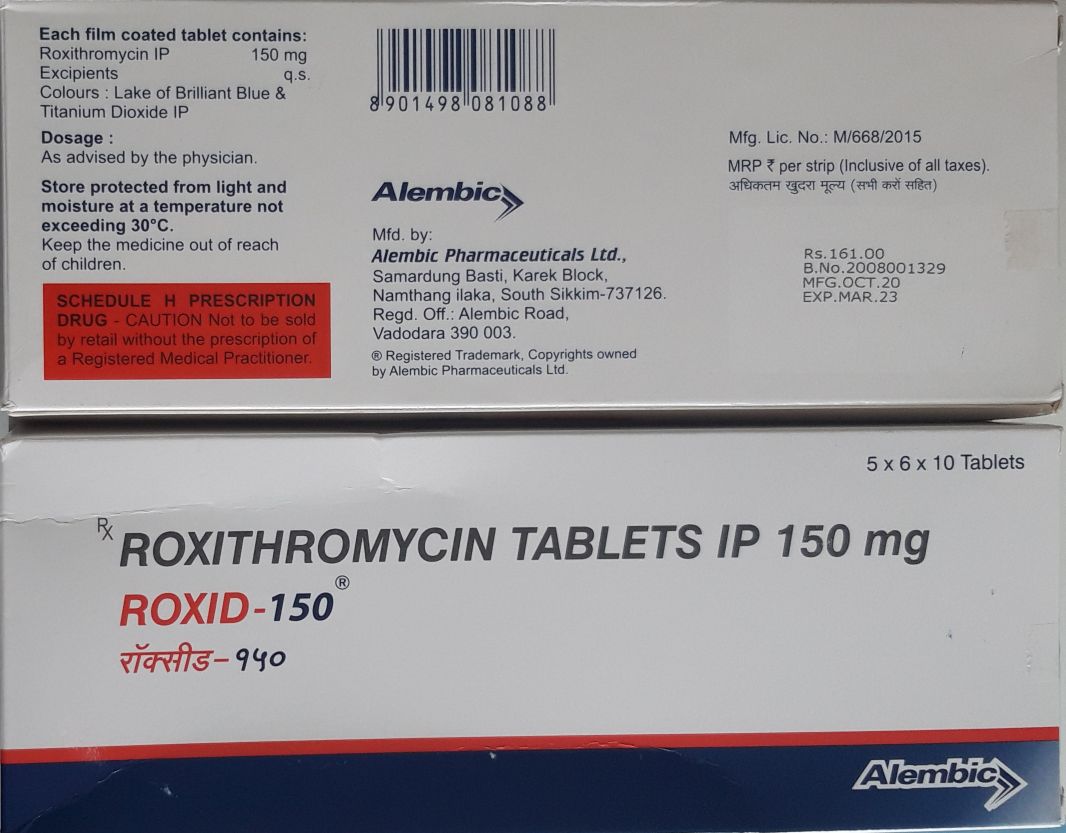 Each film coated tablet contains:
Roxithromycin IP 150 mg
Excipients q.s.
Colours : Lake of Brilliant Blue &
Titanium Dioxide IP
Dosage :
As advised by the physician.
Store protected from light and
moisture at a temperature not
exceeding 30°C.
Keep the medicine out of reach
of children.
SCHEDULE H PRESCRIPTION
DRUG - CAUTION Not to be sold
by retail without the prescription of
a Registered Medical Practitioner.
8 901498 081088
Alembic
Mfd. by:
Alembic Pharmaceuticals Ltd.,
Samardung Basti, Karek Block,
Namthang ilaka, South Sikkim-737126.
Regd. Off.: Alembic Road,
Vadodara 390 003.
® Registered Trademark, Copyrights owned
by Alembic Pharmaceuticals Ltd.
Mfg. Lic. No.: M/668/2015
MRP ₹ per strip (Inclusive of all taxes).
अधिकतम खुदरा मूल्य (सभी करों सहित)
Rs.161.00
B.No.2008001329
MFG.OCT.20
EXP.MAR.23
5 x 6 x 10 Tablets
Rx ROXITHROMYCIN TABLETS IP 150 mg
ROXID-150®
रॉक्सीड-१५०
Alembic